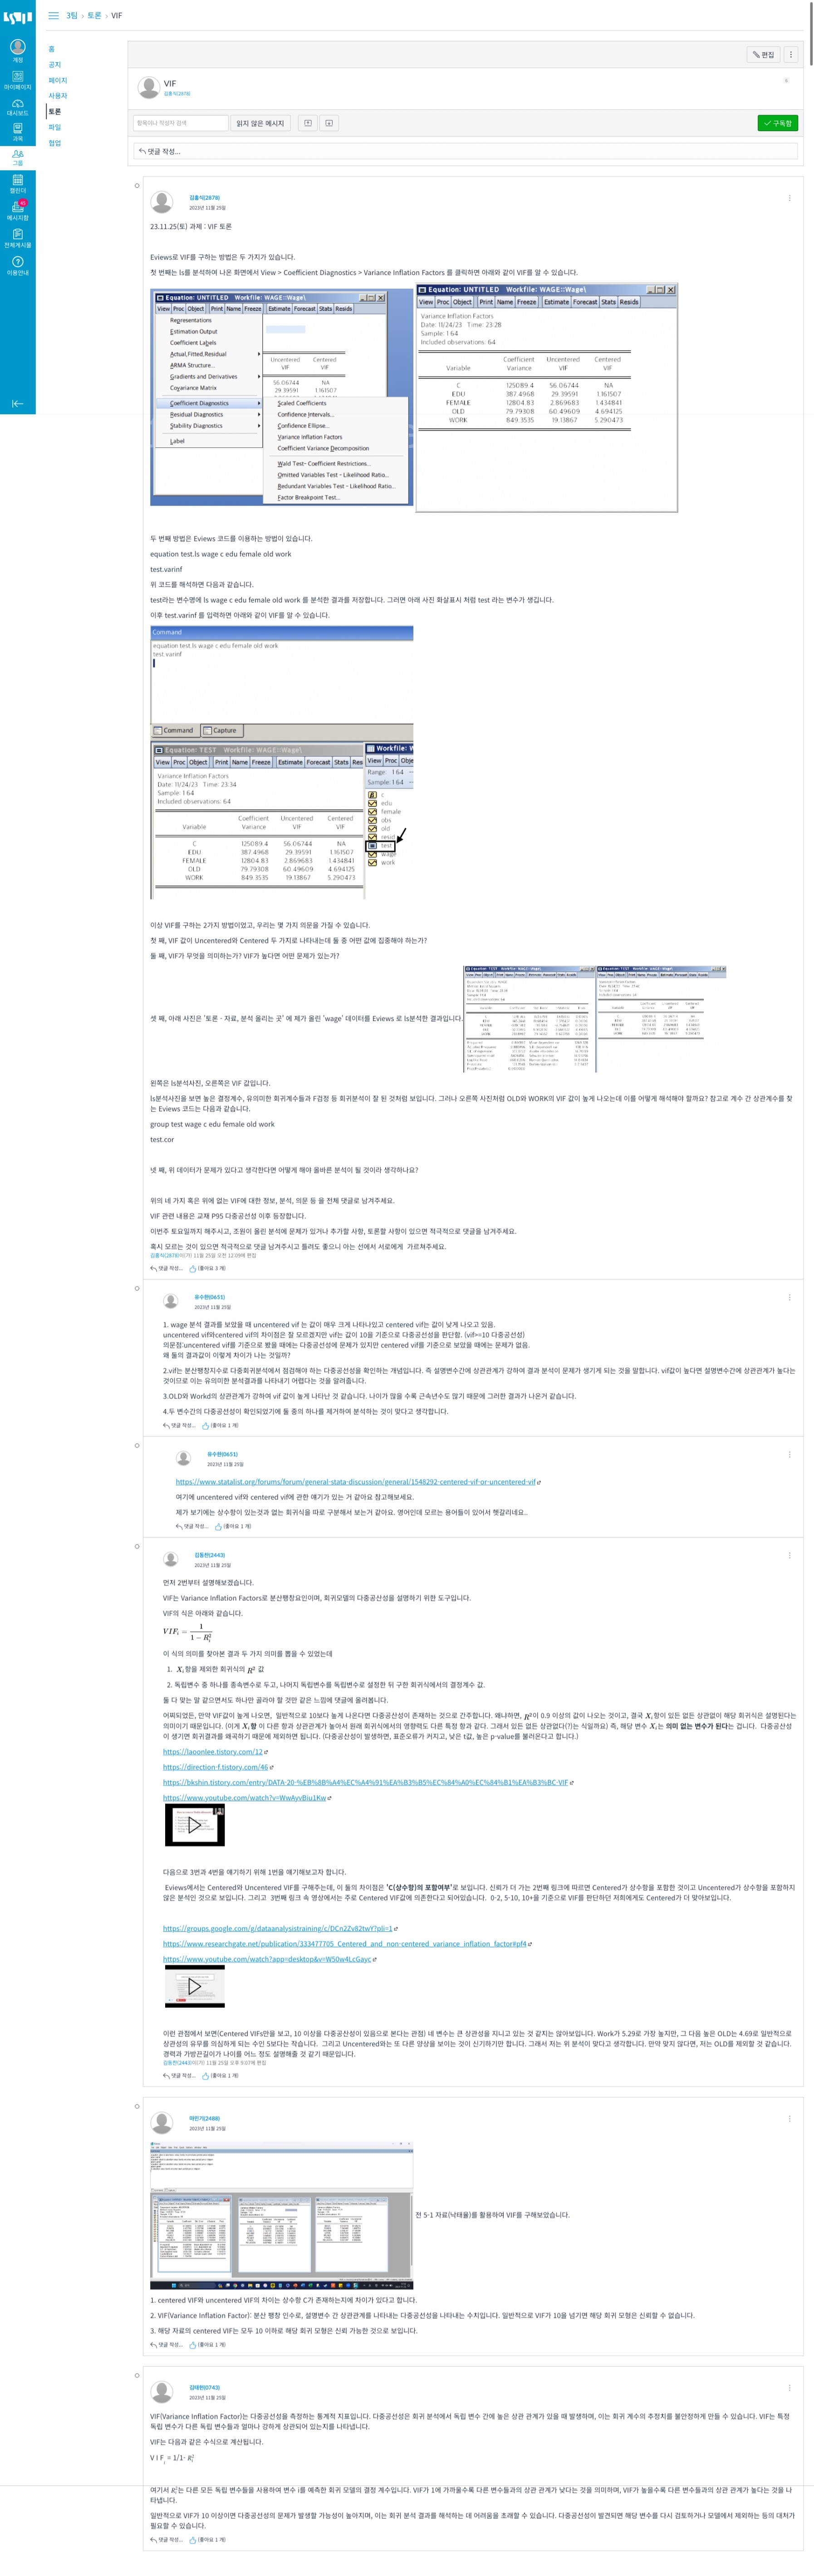 3팀 › 토론 › VIF
계정
마이페이지
대시보드
과목
그룹
캘린더
메시지함
전체게시물
이용안내
홈
공지
페이지
사용자
토론
파일
협업
편집
VIF
김홍석(2878)
항목이나 작성자 검색
읽지 않은 메시지
구독함
댓글 작성...
김홍석(2878)
2023년 11월 25일
23.11.25(토) 과제 : VIF 토론
Eviews로 VIF를 구하는 방법은 두 가지가 있습니다.
첫 번째는 ls를 분석하여 나온 화면에서 View > Coefficient Diagnostics > Variance Inflation Factors 를 클릭하면 아래와 같이 VIF를 알 수 있습니다.
Equation: UNTITLED Workfile: WAGE::Wage\
View Proc Object Print Name Freeze Estimate Forecast Stats Resids
Representations
Estimation Output
Coefficient Labels
Actual,Fitted,Residual
ARMA Structure...
Gradients and Derivatives
Covariance Matrix
Coefficient Diagnostics
Residual Diagnostics
Stability Diagnostics
Label
Uncentered Centered
VIF VIF
56.06744 NA
29.39591 1.161507
Scaled Coefficients
Confidence Intervals...
Confidence Ellipse...
Variance Inflation Factors
Coefficient Variance Decomposition
Wald Test- Coefficient Restrictions...
Omitted Variables Test - Likelihood Ratio...
Redundant Variables Test - Likelihood Ratio...
Factor Breakpoint Test...
Equation: UNTITLED Workfile: WAGE::Wage\
View Proc Object Print Name Freeze Estimate Forecast Stats Resids
Variance Inflation Factors
Date: 11/24/23 Time: 23:28
Sample: 1 64
Included observations: 64
Coefficient Uncentered Centered
Variable Variance VIF VIF
C 125089.4 56.06744 NA
EDU 387.4968 29.39591 1.161507
FEMALE 12804.83 2.869683 1.434841
OLD 79.79308 60.49609 4.694125
WORK 849.3535 19.13867 5.290473
두 번째 방법은 Eviews 코드를 이용하는 방법이 있습니다.
equation test.ls wage c edu female old work
test.varinf
위 코드를 해석하면 다음과 같습니다.
test라는 변수명에 ls wage c edu female old work 를 분석한 결과를 저장합니다. 그러면 아래 사진 화살표시 처럼 test 라는 변수가 생깁니다.
이후 test.varinf 를 입력하면 아래와 같이 VIF를 알 수 있습니다.
Command
equation test.ls wage c edu female old work
test.varinf
Command Capture
Equation: TEST Workfile: WAGE::Wage\
View Proc Object Print Name Freeze Estimate Forecast Stats Res
Variance Inflation Factors
Date: 11/24/23 Time: 23:34
Sample: 1 64
Included observations: 64
Coefficient Uncentered Centered
Variable Variance VIF VIF
C 125089.4 56.06744 NA
EDU 387.4968 29.39591 1.161507
FEMALE 12804.83 2.869683 1.434841
OLD 79.79308 60.49609 4.694125
WORK 849.3535 19.13867 5.290473
Workfile: W
View Proc Obje
Range: 1 64
Sample: 1 64
c
edu
female
obs
old
resid
test
wage
work
이상 VIF를 구하는 2가지 방법이었고, 우리는 몇 가지 의문을 가질 수 있습니다.
첫 째, VIF 값이 Uncentered와 Centered 두 가지로 나타내는데 둘 중 어떤 값에 집중해야 하는가?
둘 째, VIF가 무엇을 의미하는가? VIF가 높다면 어떤 문제가 있는가?
셋 째, 아래 사진은 '토론 - 자료, 분석 올리는 곳' 에 제가 올린 'wage' 데이터를 Eviews 로 ls분석한 결과입니다.
왼쪽은 ls분석사진, 오른쪽은 VIF 값입니다.
ls분석사진을 보면 높은 결정계수, 유의미한 회귀계수들과 F검정 등 회귀분석이 잘 된 것처럼 보입니다. 그러나 오른쪽 사진처럼 OLD와 WORK의 VIF 값이 높게 나오는데 이를 어떻게 해석해야 할까요? 참고로 계수 간 상관계수를 찾
는 Eviews 코드는 다음과 같습니다.
group test wage c edu female old work
test.cor
넷 째, 위 데이터가 문제가 있다고 생각한다면 어떻게 해야 올바른 분석이 될 것이라 생각하나요?
위의 네 가지 혹은 위에 없는 VIF에 대한 정보, 분석, 의문 등 을 전체 댓글로 남겨주세요.
VIF 관련 내용은 교재 P95 다중공선성 이후 등장합니다.
이번주 토요일까지 해주시고, 조원이 올린 분석에 문제가 있거나 추가할 사항, 토론할 사항이 있으면 적극적으로 댓글을 남겨주세요.
혹시 모르는 것이 있으면 적극적으로 댓글 남겨주시고 틀려도 좋으니 아는 선에서 서로에게 가르쳐주세요.
김홍석(2878)이(가) 11월 25일 오전 12:09에 편집
댓글 작성... (좋아요 3 개)
유수현(0651)
2023년 11월 25일
1. wage 분석 결과를 보았을 때 uncentered vif 는 값이 매우 크게 나타나있고 centered vif는 값이 낮게 나오고 있음.
uncentered vif와centered vif의 차이점은 잘 모르겠지만 vif는 값이 10을 기준으로 다중공선성을 판단함. (vif>=10 다중공선성)
의문점:uncentered vif를 기준으로 봤을 때는 다중공선성에 문제가 있지만 centered vif를 기준으로 보았을 때에는 문제가 없음.
왜 둘의 결과값이 이렇게 차이가 나는 것일까?
2.vif는 분산팽창지수로 다중회귀분석에서 점검해야 하는 다중공선성을 확인하는 개념입니다. 즉 설명변수간에 상관관계가 강하여 결과 분석이 문제가 생기게 되는 것을 말합니다. vif값이 높다면 설명변수간에 상관관계가 높다는
것이므로 이는 유의미한 분석결과를 나타내기 어렵다는 것을 알려줍니다.
3.OLD와 Workd의 상관관계가 강하여 vif 값이 높게 나타난 것 같습니다. 나이가 많을 수록 근속년수도 많기 때문에 그러한 결과가 나온거 같습니다.
4.두 변수간의 다중공선성이 확인되었기에 둘 중의 하나를 제거하여 분석하는 것이 맞다고 생각합니다.
댓글 작성... (좋아요 1 개)
유수현(0651)
2023년 11월 25일
https://www.statalist.org/forums/forum/general-stata-discussion/general/1548292-centered-vif-or-uncentered-vif
여기에 uncentered vif와 centered vif에 관한 얘기가 있는 거 같아요 참고해보세요.
제가 보기에는 상수항이 있는것과 없는 회귀식을 따로 구분해서 보는거 같아요. 영어인데 모르는 용어들이 있어서 헷갈리네요..
댓글 작성... (좋아요 1 개)
김동찬(2443)
2023년 11월 25일
먼저 2번부터 설명해보겠습니다.
VIF는 Variance Inflation Factors로 분산팽창요인이며, 회귀모델의 다중공선성을 설명하기 위한 도구입니다.
VIF의 식은 아래와 같습니다.
VIFᵢ = 1 / (1 − Rᵢ²)
이 식의 의미를 찾아본 결과 두 가지 의미를 뽑을 수 있었는데
1. Xᵢ항을 제외한 회귀식의 R² 값
2. 독립변수 중 하나를 종속변수로 두고, 나머지 독립변수를 독립변수로 설정한 뒤 구한 회귀식에서의 결정계수 값.
둘 다 맞는 말 같으면서도 하나만 골라야 할 것만 같은 느낌에 댓글에 올려봅니다.
어찌되었든, 만약 VIF값이 높게 나오면, 일반적으로 10보다 높게 나온다면 다중공선성이 존재하는 것으로 간주합니다. 왜냐하면, R²이 0.9 이상의 값이 나오는 것이고, 결국 Xᵢ항이 있든 없든 상관없이 해당 회귀식은 설명된다는
의미이기 때문입니다. (이게 Xᵢ항 이 다른 항과 상관관계가 높아서 원래 회귀식에서의 영향력도 다른 특정 항과 같다. 그래서 있든 없든 상관없다(?)는 식일까요) 즉, 해당 변수 Xᵢ는 의미 없는 변수가 된다는 겁니다. 다중공선성이
이 생기면 회귀결과를 왜곡하기 때문에 제외하면 됩니다. (다중공선성이 발생하면, 표준오류가 커지고, 낮은 t값, 높은 p-value를 불러온다고 합니다.)
https://laoonlee.tistory.com/12
https://direction-f.tistory.com/46
https://bkshin.tistory.com/entry/DATA-20-%EB%8B%A4%EC%A4%91%EA%B3%B5%EC%84%A0%EC%84%B1%EA%B3%BC-VIF
https://www.youtube.com/watch?v=WwAyvBiu1Kw
다음으로 3번과 4번을 얘기하기 위해 1번을 얘기해보고자 합니다.
Eviews에서는 Centered와 Uncentered VIF를 구해주는데, 이 둘의 차이점은 'C(상수항)의 포함여부'로 보입니다. 신뢰가 더 가는 2번째 링크에 따르면 Centered가 상수항을 포함한 것이고 Uncentered가 상수항을 포함하지
않은 분석인 것으로 보입니다. 그리고 3번째 링크 속 영상에서는 주로 Centered VIF값에 의존한다고 되어있습니다. 0-2, 5-10, 10+을 기준으로 VIF를 판단하던 저희에게도 Centered가 더 맞아보입니다.
https://groups.google.com/g/dataanalysistraining/c/DCn2Zv82twY?pli=1
https://www.researchgate.net/publication/333477705_Centered_and_non-centered_variance_inflation_factor#pf4
https://www.youtube.com/watch?app=desktop&v=W50w4LcGayc
이런 관점에서 보면(Centered VIFs만을 보고, 10 이상을 다중공선성이 있음으로 본다는 관점) 네 변수는 큰 상관성을 지니고 있는 것 같지는 않아보입니다. Work가 5.29로 가장 높지만, 그 다음 높은 OLD는 4.69로 일반적으로
상관성의 유무를 의심하게 되는 수인 5보다는 작습니다. 그리고 Uncentered와는 또 다른 양상을 보이는 것이 신기하기만 합니다. 그래서 저는 위 분석이 맞다고 생각합니다. 만약 맞지 않다면, 저는 OLD를 제외할 것 같습니다.
경력과 가방끈길이가 나이를 어느 정도 설명해줄 것 같기 때문입니다.
김동찬(2443)이(가) 11월 25일 오후 9:07에 편집
댓글 작성... (좋아요 1 개)
2023년 11월 25일
전 5-1 자료(낙태율)를 활용하여 VIF를 구해보았습니다.
1. centered VIF와 uncentered VIF의 차이는 상수항 C가 존재하는지에 차이가 있다고 합니다.
2. VIF(Variance Inflation Factor): 분산 팽창 인수로, 설명변수 간 상관관계를 나타내는 다중공선성을 나타내는 수치입니다. 일반적으로 VIF가 10을 넘기면 해당 회귀 모형은 신뢰할 수 없습니다.
3. 해당 자료의 centered VIF는 모두 10 이하로 해당 회귀 모형은 신뢰 가능한 것으로 보입니다.
댓글 작성... (좋아요 1 개)
김태한(0743)
2023년 11월 25일
VIF(Variance Inflation Factor)는 다중공선성을 측정하는 통계적 지표입니다. 다중공선성은 회귀 분석에서 독립 변수 간에 높은 상관 관계가 있을 때 발생하며, 이는 회귀 계수의 추정치를 불안정하게 만들 수 있습니다. VIF는 특정
독립 변수가 다른 독립 변수들과 얼마나 강하게 상관되어 있는지를 나타냅니다.
VIF는 다음과 같은 수식으로 계산됩니다.
V I Fᵢ = 1/1- Rᵢ²
여기서 Rᵢ²는 다른 모든 독립 변수들을 사용하여 변수 i를 예측한 회귀 모델의 결정 계수입니다. VIF가 1에 가까울수록 다른 변수들과의 상관 관계가 낮다는 것을 의미하며, VIF가 높을수록 다른 변수들과의 상관 관계가 높다는 것을 나
타냅니다.
일반적으로 VIF가 10 이상이면 다중공선성의 문제가 발생할 가능성이 높아지며, 이는 회귀 분석 결과를 해석하는 데 어려움을 초래할 수 있습니다. 다중공선성이 발견되면 해당 변수를 다시 검토하거나 모델에서 제외하는 등의 대처가
필요할 수 있습니다.
댓글 작성... (좋아요 1 개)